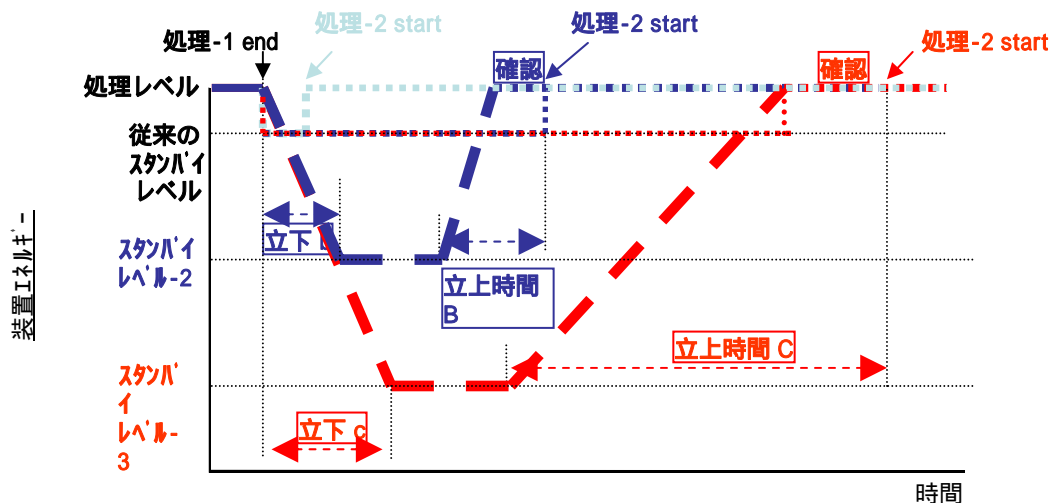 処理-1 end
処理-2 start
処理-2 start
処理-2 start
確認
確認
処理レベル
従来の
ｽﾀﾝﾊﾞｲ
レベル
立下
ｽﾀﾝﾊﾞｲ
ﾚﾍﾞﾙ-2
立上時間
B
装置ｴﾈﾙｷﾞｰ
立上時間 C
ｽﾀﾝﾊﾞ
ｲ
ﾚﾍﾞﾙ-
3
立下 c
時間